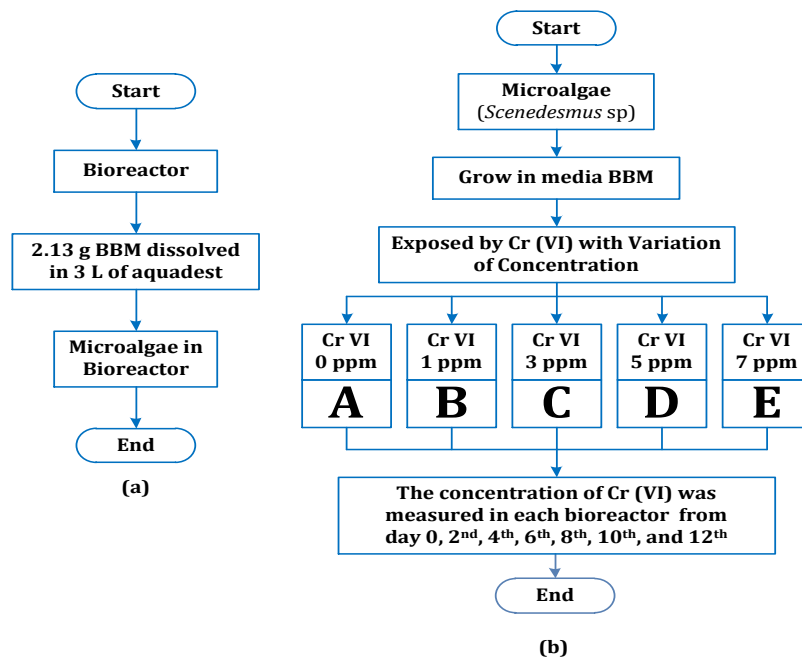 Start
Bioreactor
2.13 g BBM dissolved
in 3 L of aquadest
Microalgae in
Bioreactor
End
(a)
Start
Microalgae
(Scenedesmus sp)
Grow in media BBM
Exposed by Cr (VI) with Variation
of Concentration
Cr VI
0 ppm
A
Cr VI
1 ppm
B
Cr VI
3 ppm
C
Cr VI
5 ppm
D
Cr VI
7 ppm
E
The concentration of Cr (VI) was
measured in each bioreactor from
day 0, 2nd, 4th, 6th, 8th, 10th, and 12th
End
(b)